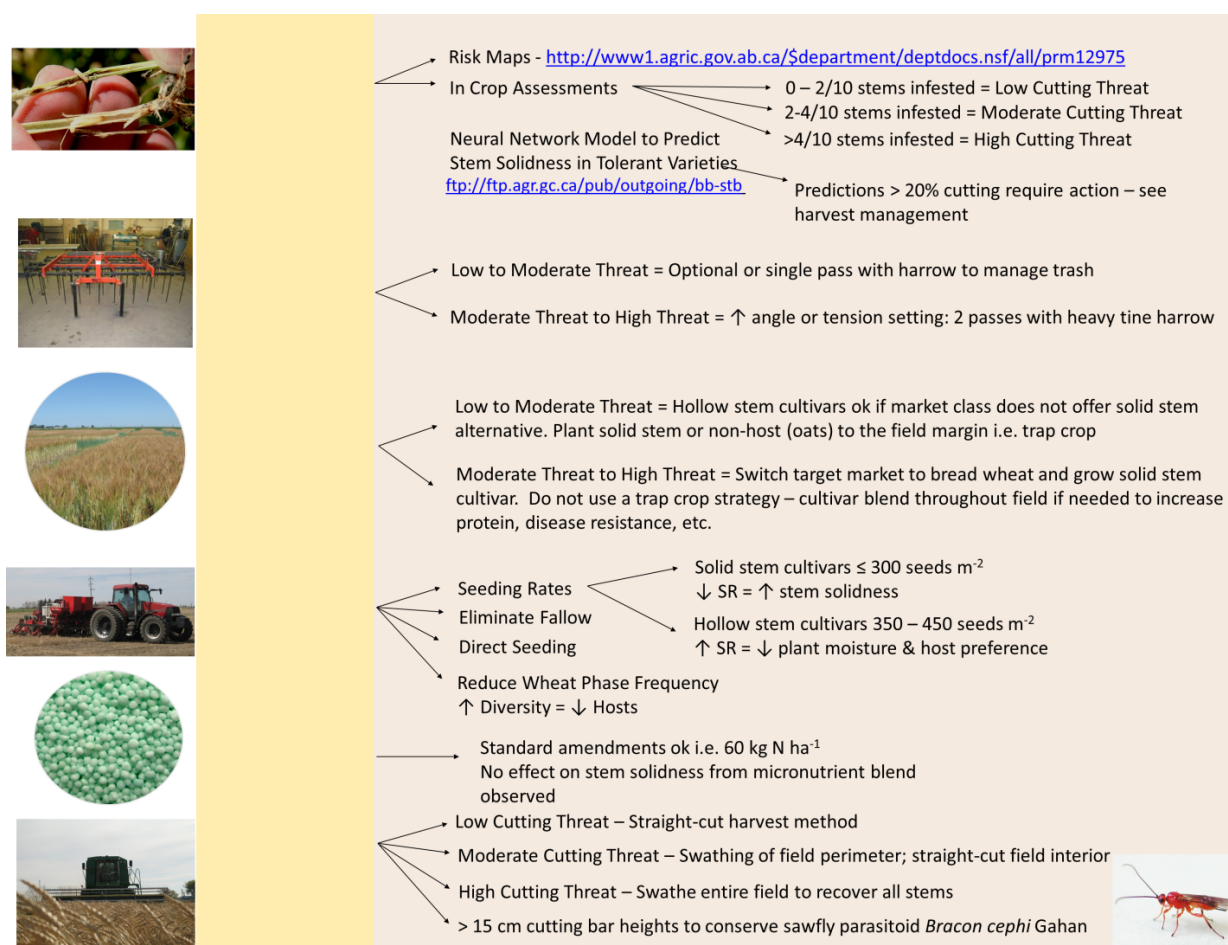 Risk Maps - http://www1.agric.gov.ab.ca/$department/deptdocs.nsf/all/prm12975
In Crop Assessments
0 – 2/10 stems infested = Low Cutting Threat
2-4/10 stems infested = Moderate Cutting Threat
>4/10 stems infested = High Cutting Threat
Neural Network Model to Predict
Stem Solidness in Tolerant Varieties
ftp://ftp.agr.gc.ca/pub/outgoing/bb-stb
Predictions > 20% cutting require action – see
harvest management
Low to Moderate Threat = Optional or single pass with harrow to manage trash
Moderate Threat to High Threat = ↑ angle or tension setting: 2 passes with heavy tine harrow
Low to Moderate Threat = Hollow stem cultivars ok if market class does not offer solid stem
alternative. Plant solid stem or non-host (oats) to the field margin i.e. trap crop
Moderate Threat to High Threat = Switch target market to bread wheat and grow solid stem
cultivar. Do not use a trap crop strategy – cultivar blend throughout field if needed to increase
protein, disease resistance, etc.
Seeding Rates
Solid stem cultivars ≤ 300 seeds m⁻²
↓ SR = ↑ stem solidness
Eliminate Fallow
Hollow stem cultivars 350 – 450 seeds m⁻²
↑ SR = ↓ plant moisture & host preference
Direct Seeding
Reduce Wheat Phase Frequency
↑ Diversity = ↓ Hosts
Standard amendments ok i.e. 60 kg N ha⁻¹
No effect on stem solidness from micronutrient blend
observed
Low Cutting Threat – Straight-cut harvest method
Moderate Cutting Threat – Swathing of field perimeter; straight-cut field interior
High Cutting Threat – Swathe entire field to recover all stems
> 15 cm cutting bar heights to conserve sawfly parasitoid Bracon cephi Gahan